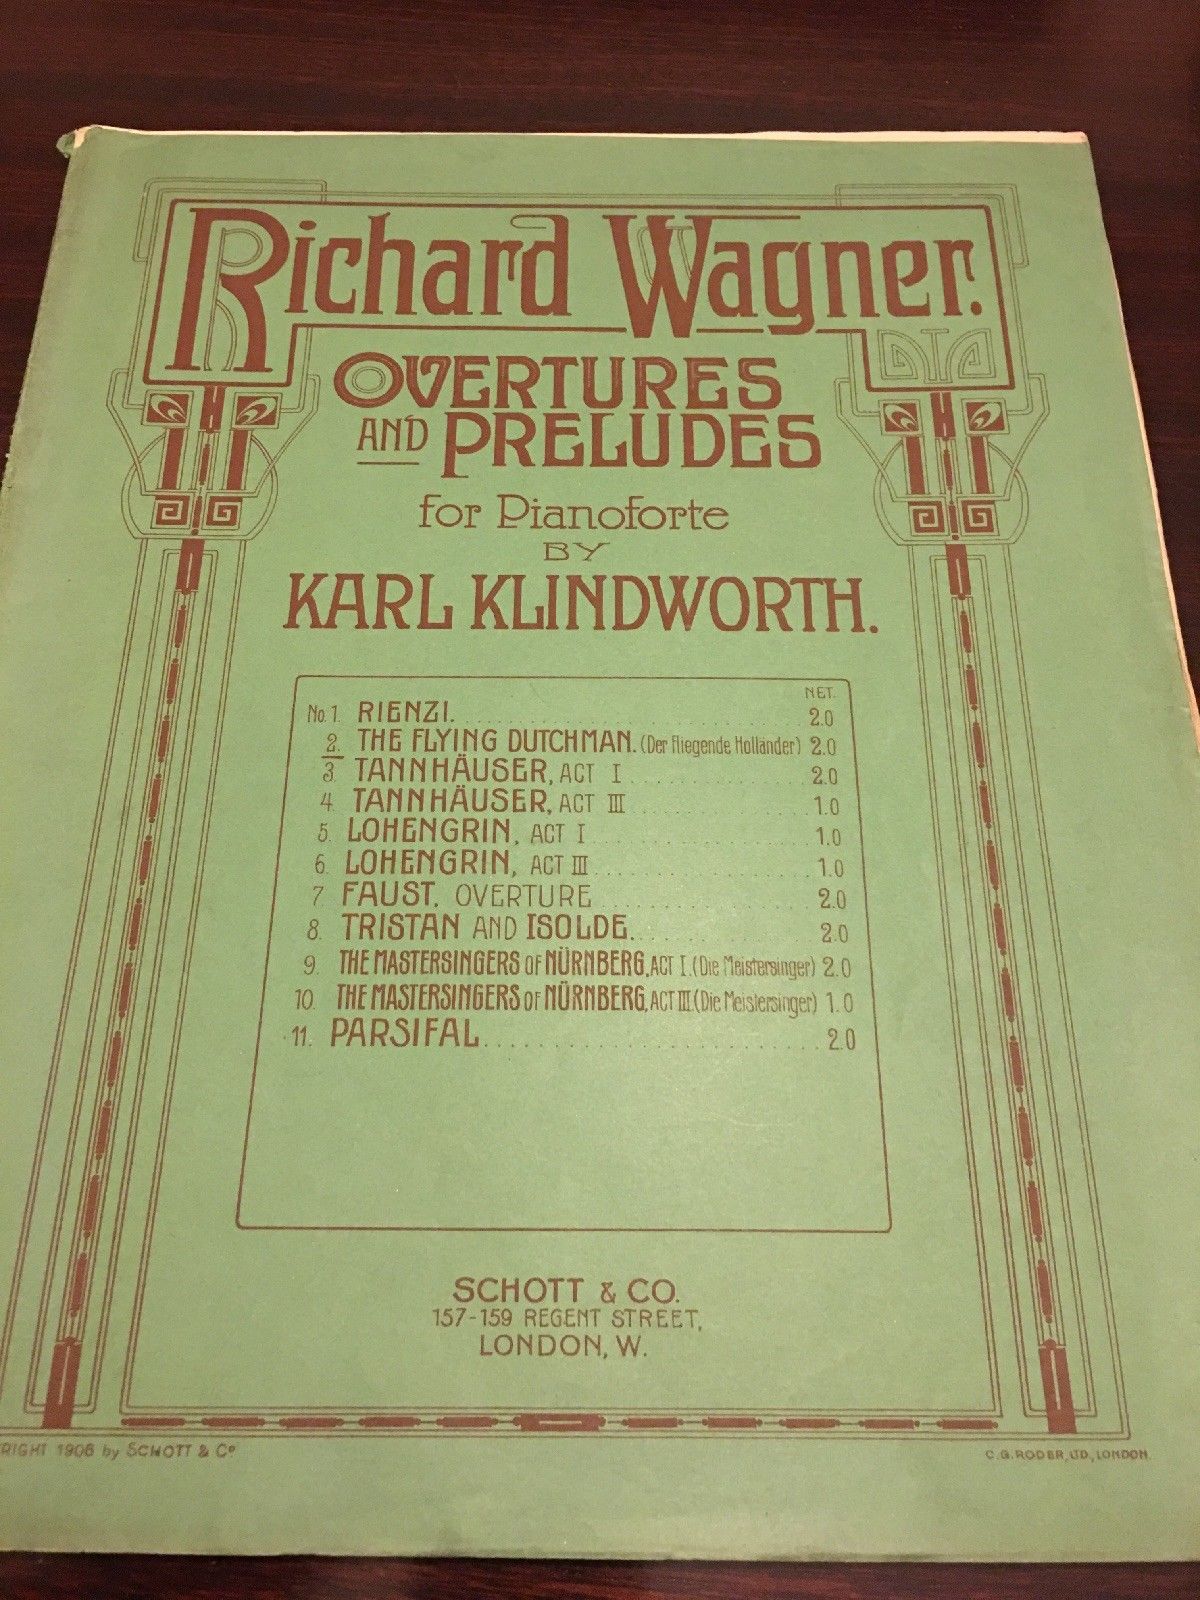 Richard Wagner.
OVERTURES
AND PRELUDES
for Pianoforte
BY
KARL KLINDWORTH.
NET.
No. 1. RIENZI. 2.0
2. THE FLYING DUTCHMAN. (Der fliegende Holländer) 2.0
3. TANNHÄUSER, ACT I 2.0
4. TANNHÄUSER, ACT III 1.0
5. LOHENGRIN, ACT I 1.0
6. LOHENGRIN, ACT III 1.0
7. FAUST, OVERTURE 2.0
8. TRISTAN AND ISOLDE. 2.0
9. THE MASTERSINGERS OF NÜRNBERG, ACT I. (Die Meistersinger) 2.0
10. THE MASTERSINGERS OF NÜRNBERG, ACT III. (Die Meistersinger) 1.0
11. PARSIFAL 2.0
SCHOTT & CO.
157-159 REGENT STREET,
LONDON, W.
RIGHT 1906 by SCHOTT & Co
C.G. RODER, LTD., LONDON.